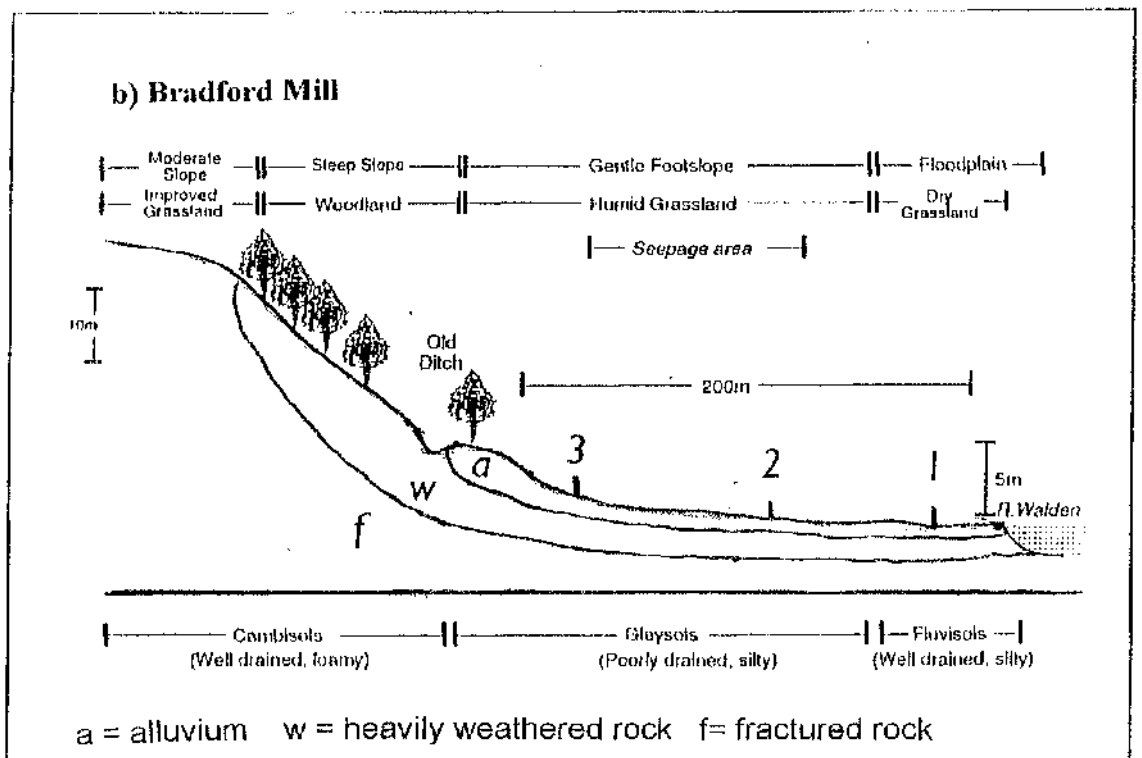 b) Bradford Mill
Moderate Slope
Steep Slope
Gentle Footslope
Floodplain
Improved Grassland
Woodland
Humid Grassland
Dry Grassland
Seepage area
10m
Old Ditch
200m
3
2
1
5m
R.Walden
a
w
f
Cambisols
Gleysols
Fluvisols
(Well drained, loamy)
(Poorly drained, silty)
(Well drained, silty)
a = alluvium w = heavily weathered rock f= fractured rock